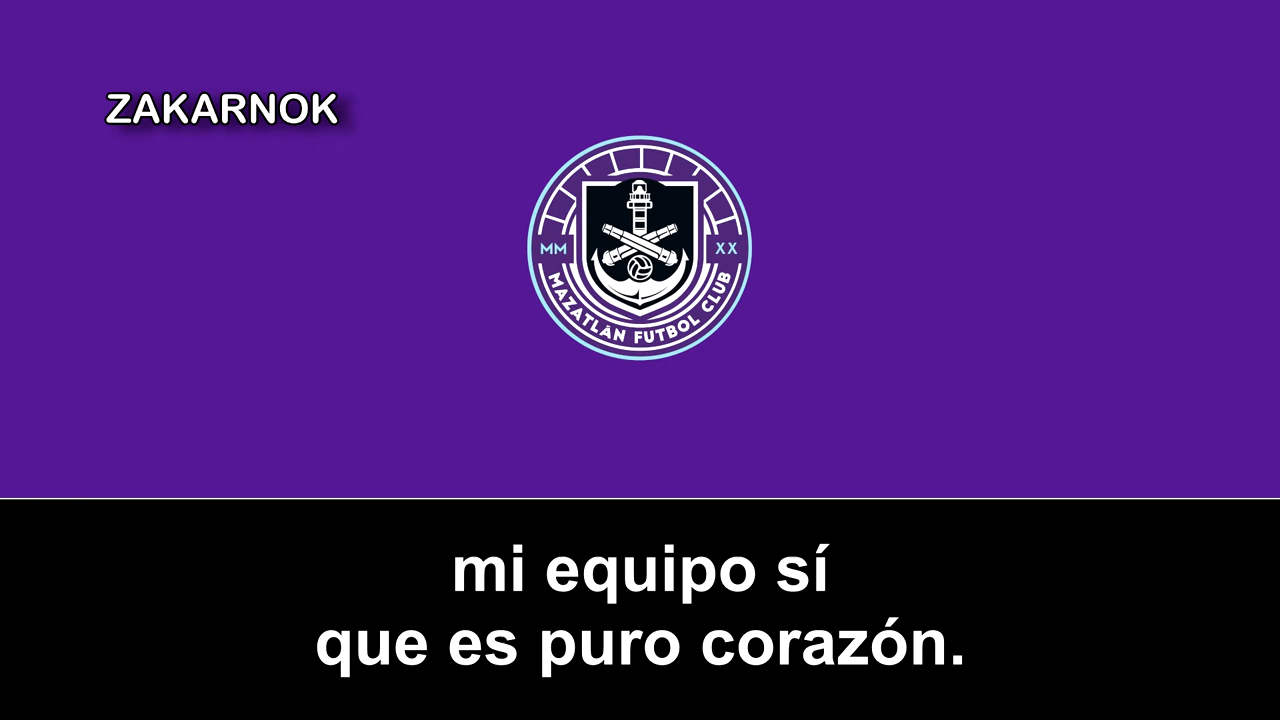 ZAKARNOK
MM XX
MAZATLÁN FUTBOL CLUB
mi equipo sí
que es puro corazón.